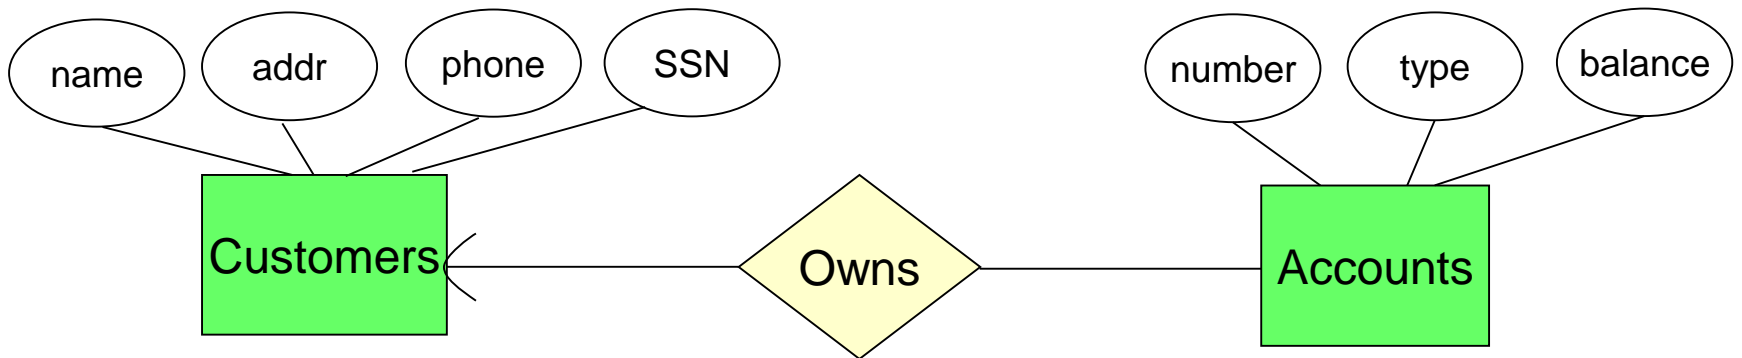 name
addr
phone
SSN
number
type
balance
Customers
Owns
Accounts